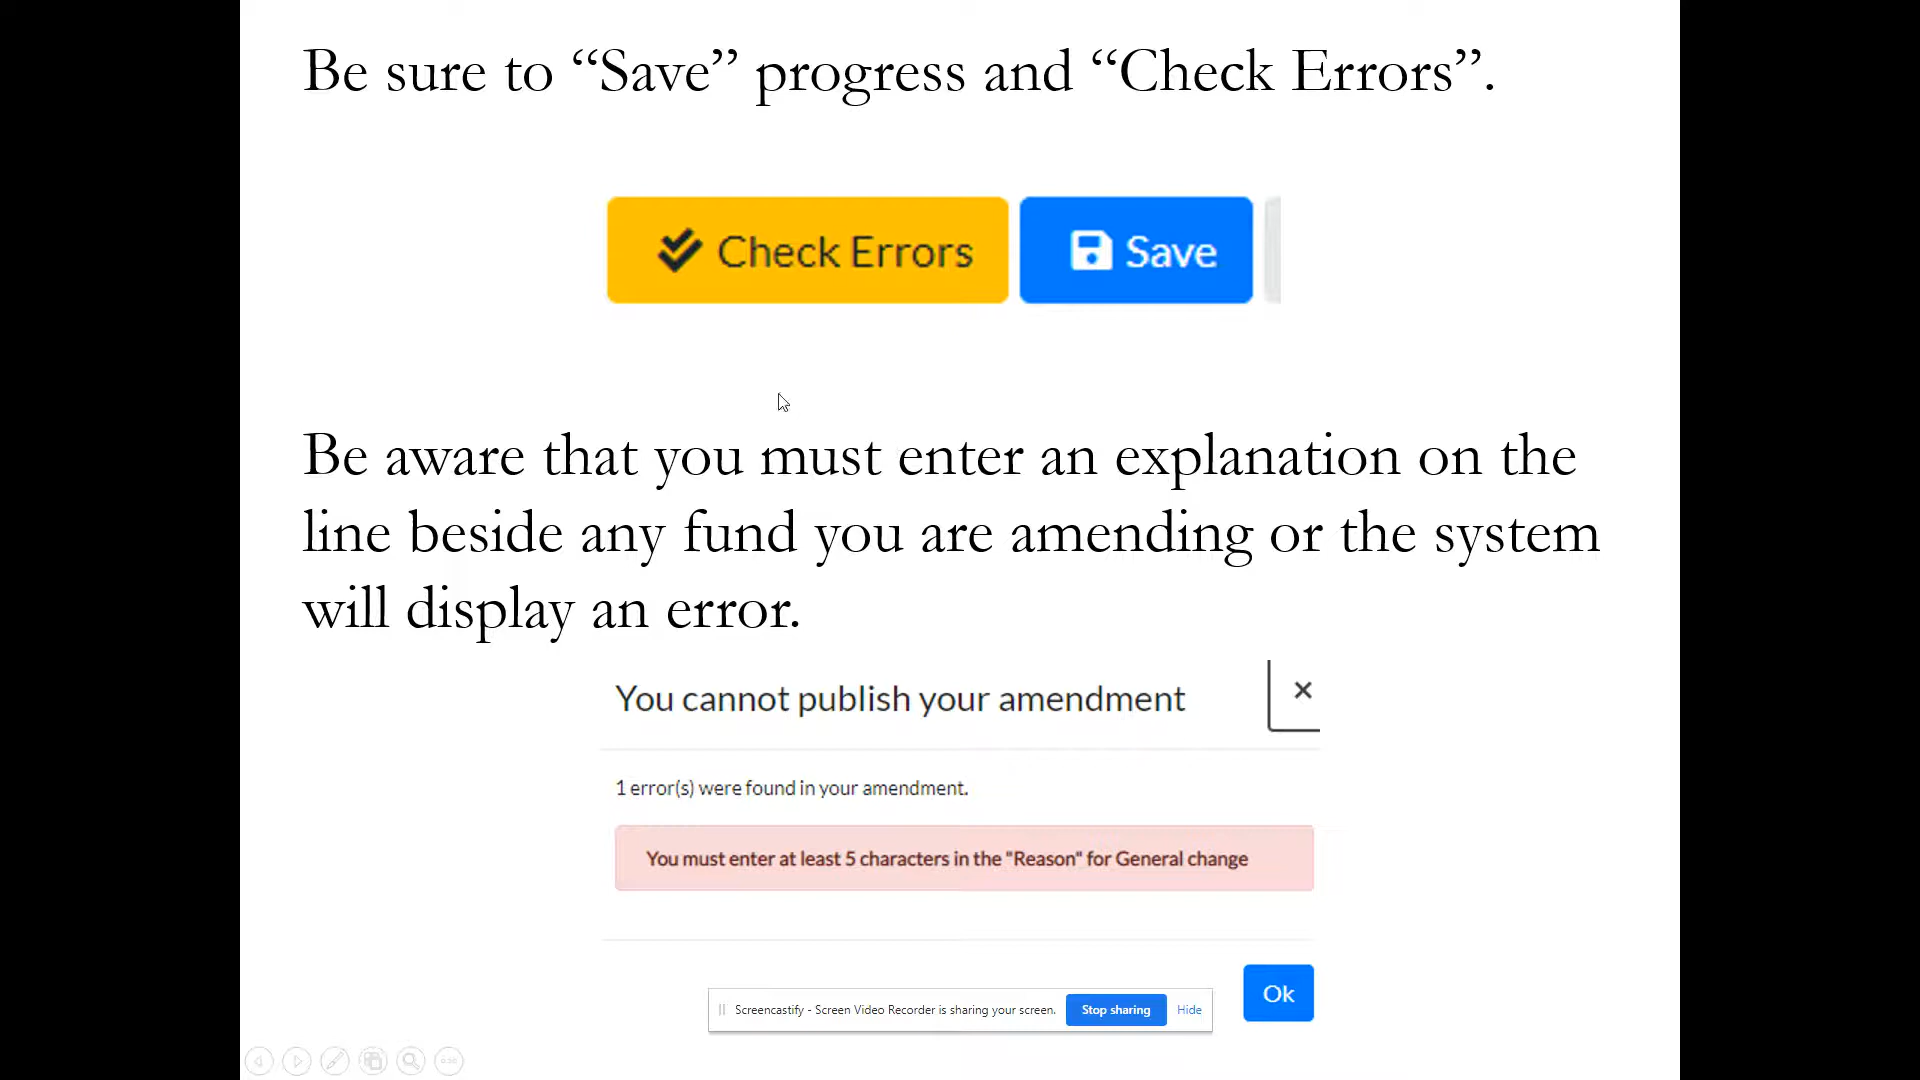 Be sure to “Save” progress and “Check Errors”.
Check Errors
Save
Be aware that you must enter an explanation on the
line beside any fund you are amending or the system
will display an error.
You cannot publish your amendment
1 error(s) were found in your amendment.
You must enter at least 5 characters in the "Reason" for General change
Ok
Screencastify - Screen Video Recorder is sharing your screen.
Stop sharing
Hide